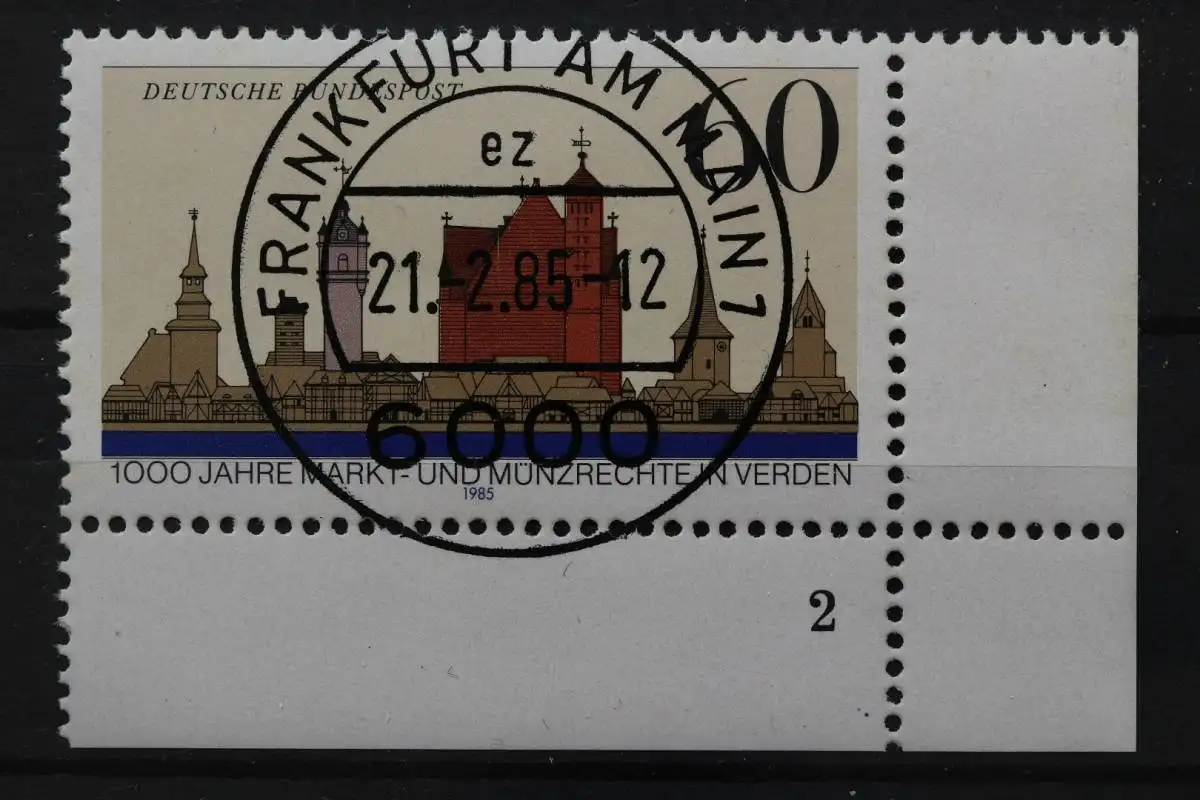 DEUTSCHE BUNDESPOST
60
FRANKFURT AM MAIN 1
ez
21.-2.85-12
6000
1000 JAHRE MARKT- UND MÜNZRECHTE IN VERDEN
1985
2